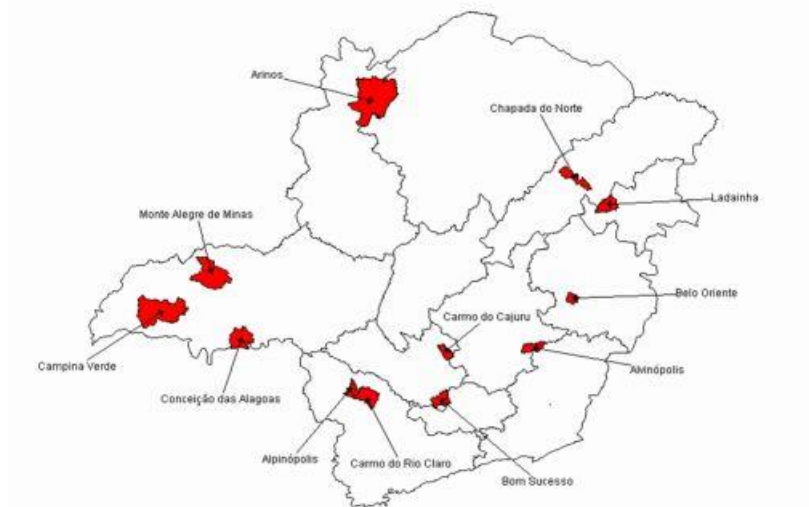 Arinos
Chapada do Norte
Ladainha
Monte Alegre de Minas
Belo Oriente
Carmo do Cajuru
Campina Verde
Alvinópolis
Conceição das Alagoas
Alpinópolis
Carmo do Rio Claro
Bom Sucesso